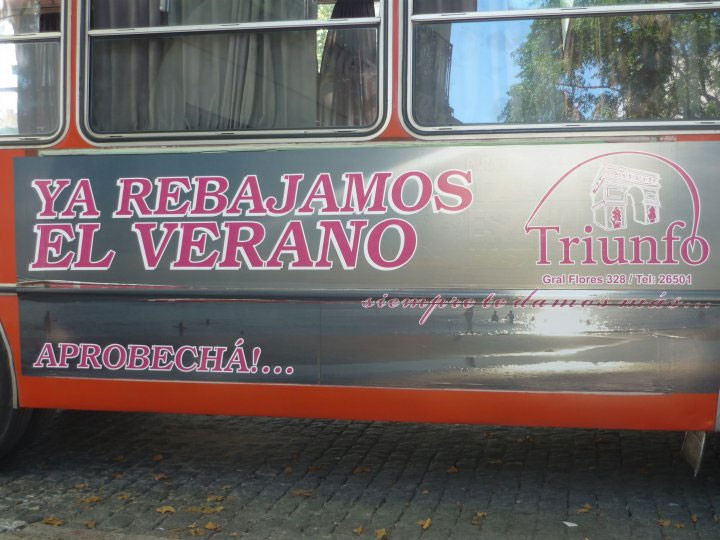 YA REBAJAMOS
EL VERANO
Triunfo
Gral Flores 328 / Tel: 26501
siempre te damos más...
APROBECHÁ!...